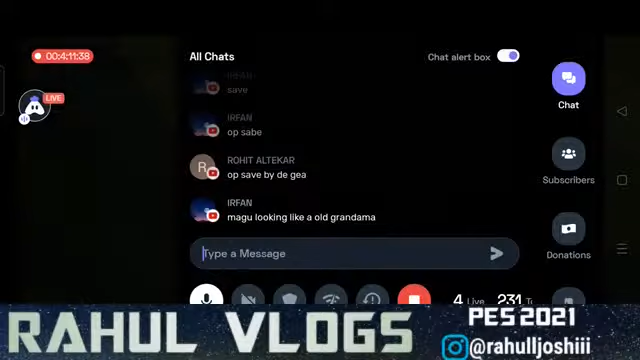 00:4:11:38
All Chats
Chat alert box
LIVE
IRFAN
save
IRFAN
op sabe
R
ROHIT ALTEKAR
op save by de gea
IRFAN
magu looking like a old grandama
Type a Message
Chat
Subscribers
Donations
4 Live
231
RAHUL VLOGS
PES 2021
@rahulljoshiii